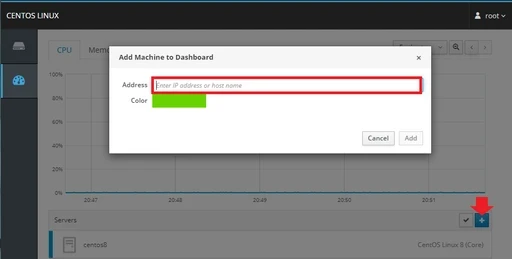 CENTOS LINUX
root
CPU
Add Machine to Dashboard
×
Address
Enter IP address or host name
Color
Cancel
Add
100%
80%
60%
40%
20%
0%
20:47
20:48
20:49
20:50
20:51
Servers
centos8
CentOS Linux 8 (Core)